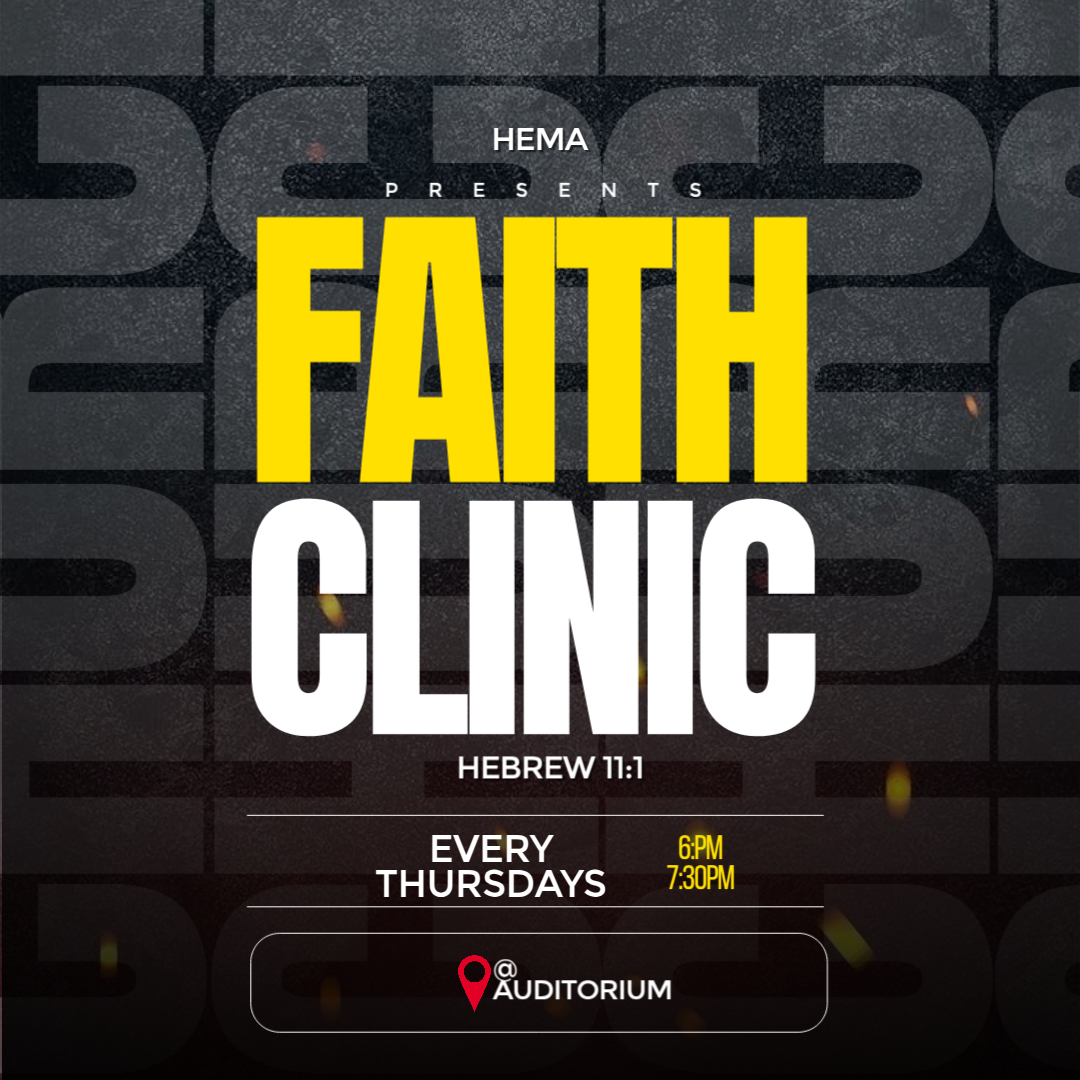 HEMA
PRESENTS
FAITH
CLINIC
HEBREW 11:1
EVERY
THURSDAYS
6:PM
7:30PM
@
AUDITORIUM